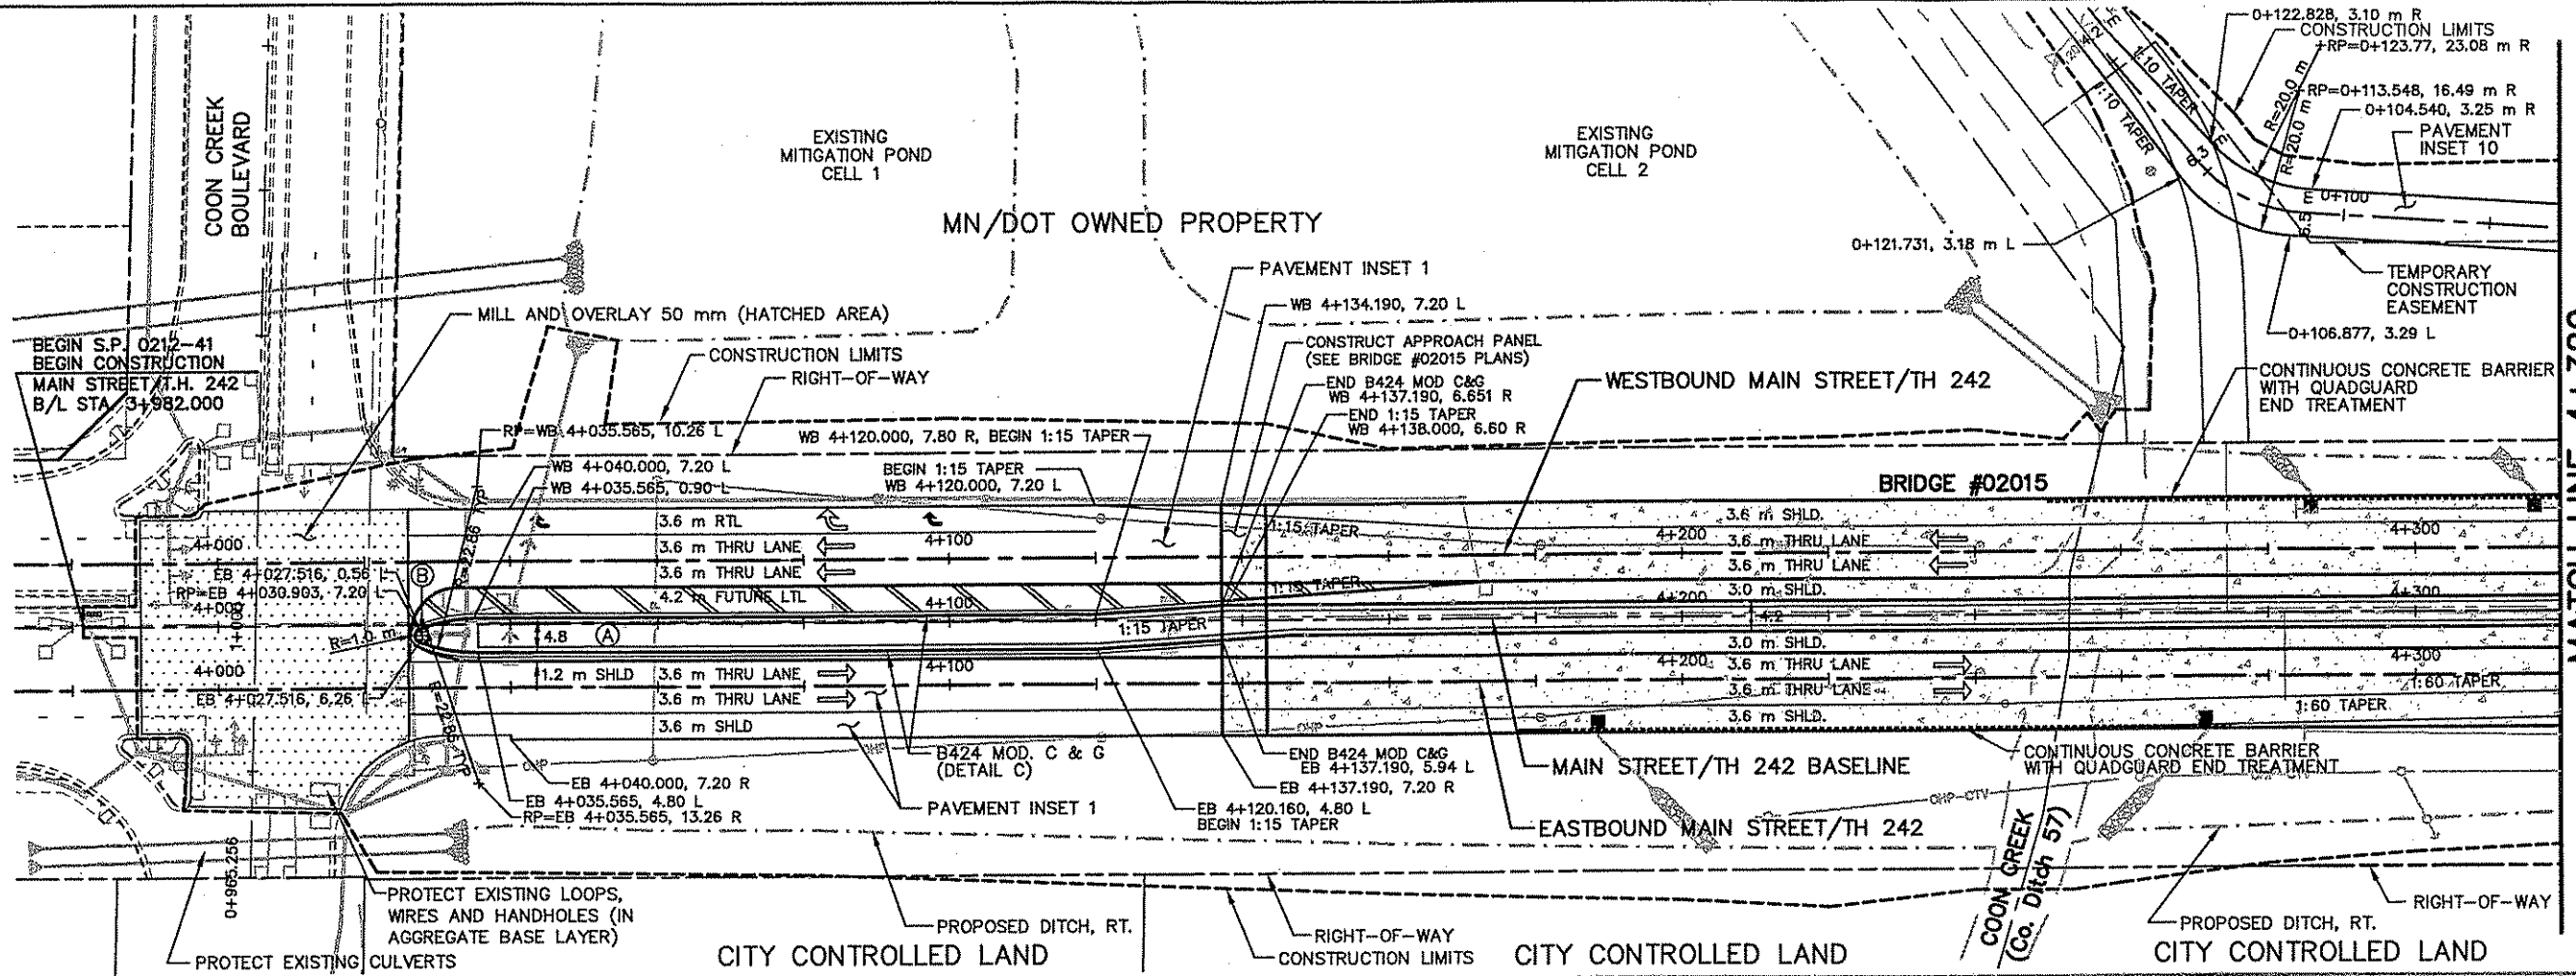 0+122.828, 3.10 m R
CONSTRUCTION LIMITS
RP=0+123.77, 23.08 m R
RP=0+113.548, 16.49 m R
0+104.540, 3.25 m R
PAVEMENT
INSET 10
1:10 TAPER
1:10 TAPER
R=20.0 m
R=20.0 m
0+100
COON CREEK
BOULEVARD
EXISTING
MITIGATION POND
CELL 1
EXISTING
MITIGATION POND
CELL 2
MN/DOT OWNED PROPERTY
0+121.731, 3.18 m L
TEMPORARY
CONSTRUCTION
EASEMENT
0+106.877, 3.29 L
PAVEMENT INSET 1
WB 4+134.190, 7.20 L
MILL AND OVERLAY 50 mm (HATCHED AREA)
CONSTRUCT APPROACH PANEL
(SEE BRIDGE #02015 PLANS)
BEGIN S.P. 0212-41
BEGIN CONSTRUCTION
MAIN STREET/T.H. 242
B/L STA. 3+982.000
CONSTRUCTION LIMITS
RIGHT-OF-WAY
END B424 MOD C&G
WB 4+137.190, 6.651 R
END 1:15 TAPER
WB 4+138.000, 6.60 R
WESTBOUND MAIN STREET/TH 242
CONTINUOUS CONCRETE BARRIER
WITH QUADGUARD
END TREATMENT
RP=WB 4+035.565, 10.26 L
WB 4+120.000, 7.80 R, BEGIN 1:15 TAPER
WB 4+040.000, 7.20 L
WB 4+035.565, 0.90 L
BEGIN 1:15 TAPER
WB 4+120.000, 7.20 L
BRIDGE #02015
3.6 m RTL
3.6 m SHLD.
1:15 TAPER
4+000
3.6 m THRU LANE
4+100
4+200
3.6 m THRU LANE
4+300
3.6 m THRU LANE
3.6 m THRU LANE
EB 4+027.516, 0.56 L
B
RP=EB 4+030.903, 7.20 L
R=22.86 TYP
4.2 m FUTURE LTL
1:15 TAPER
3.0 m SHLD.
4+000
1+000
4+100
4+200
4+300
R=1.0 m
4.8
A
1:15 TAPER
4.2
3.0 m SHLD.
4+000
1.2 m SHLD
3.6 m THRU LANE
4+100
4+200
3.6 m THRU LANE
4+300
EB 4+027.516, 6.26 L
3.6 m THRU LANE
3.6 m THRU LANE
1:60 TAPER
3.6 m SHLD
3.6 m SHLD.
1:60 TAPER
OHP
OHP
B424 MOD. C & G
(DETAIL C)
END B424 MOD C&G
EB 4+137.190, 5.94 L
MAIN STREET/TH 242 BASELINE
CONTINUOUS CONCRETE BARRIER
WITH QUADGUARD END TREATMENT
EB 4+040.000, 7.20 R
EB 4+137.190, 7.20 R
EB 4+035.565, 4.80 L
RP=EB 4+035.565, 13.26 R
PAVEMENT INSET 1
EB 4+120.160, 4.80 L
BEGIN 1:15 TAPER
EASTBOUND MAIN STREET/TH 242
OHP-CTV
COON CREEK
(Co. Ditch 57)
0+965.256
PROTECT EXISTING LOOPS,
WIRES AND HANDHOLES (IN
AGGREGATE BASE LAYER)
PROTECT EXISTING CULVERTS
PROPOSED DITCH, RT.
CITY CONTROLLED LAND
RIGHT-OF-WAY
CONSTRUCTION LIMITS
CITY CONTROLLED LAND
RIGHT-OF-WAY
PROPOSED DITCH, RT.
CITY CONTROLLED LAND